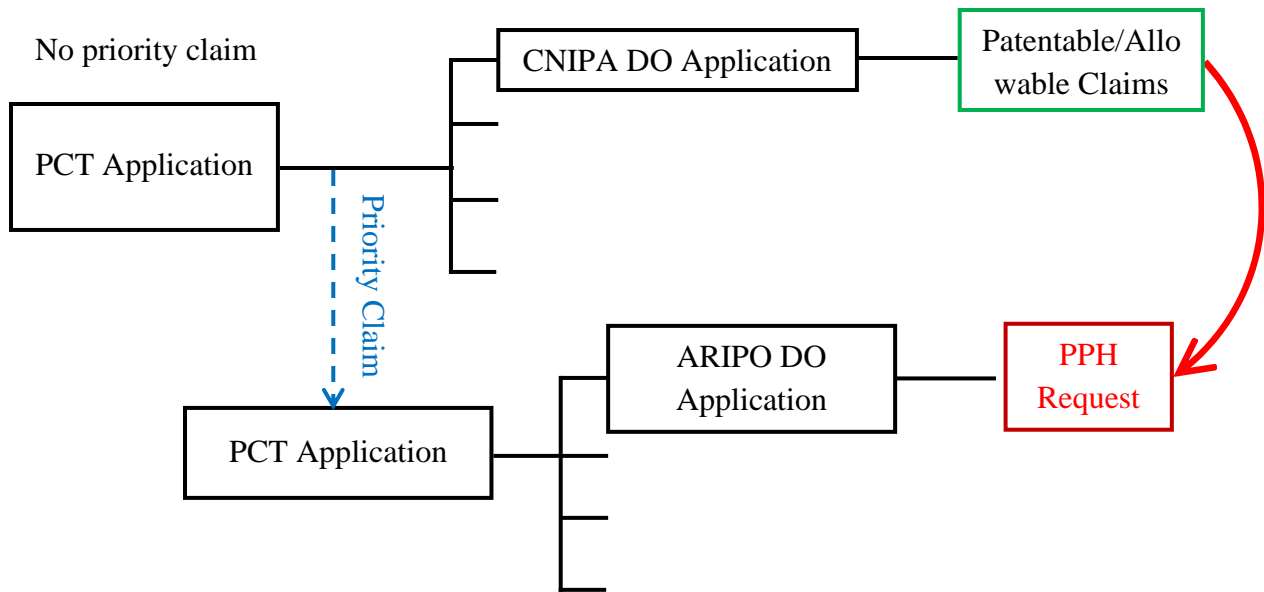 No priority claim
CNIPA DO Application
Patentable/Allo
wable Claims
PCT Application
Priority Claim
ARIPO DO
Application
PPH
Request
PCT Application